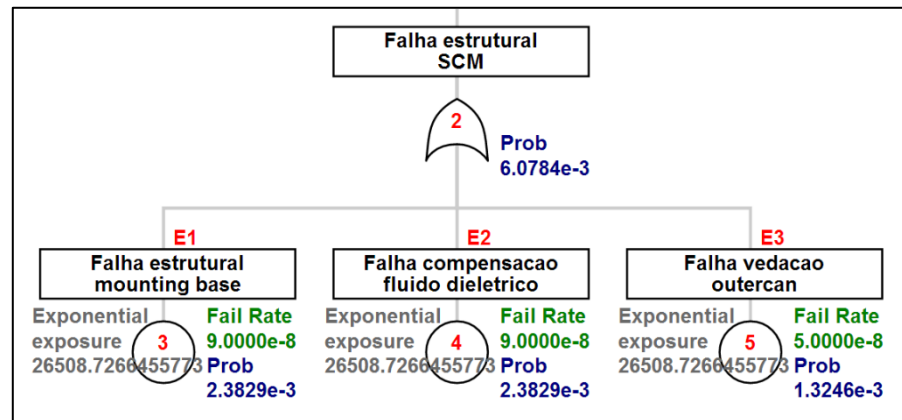 Falha estrutural
SCM
2
Prob
6.0784e-3
E1
Falha estrutural
mounting base
Exponential
exposure
26508.7266455773
3
Fail Rate
9.0000e-8
Prob
2.3829e-3
E2
Falha compensacao
fluido dieletrico
Exponential
exposure
26508.7266455773
4
Fail Rate
9.0000e-8
Prob
2.3829e-3
E3
Falha vedacao
outercan
Exponential
exposure
26508.7266455773
5
Fail Rate
5.0000e-8
Prob
1.3246e-3